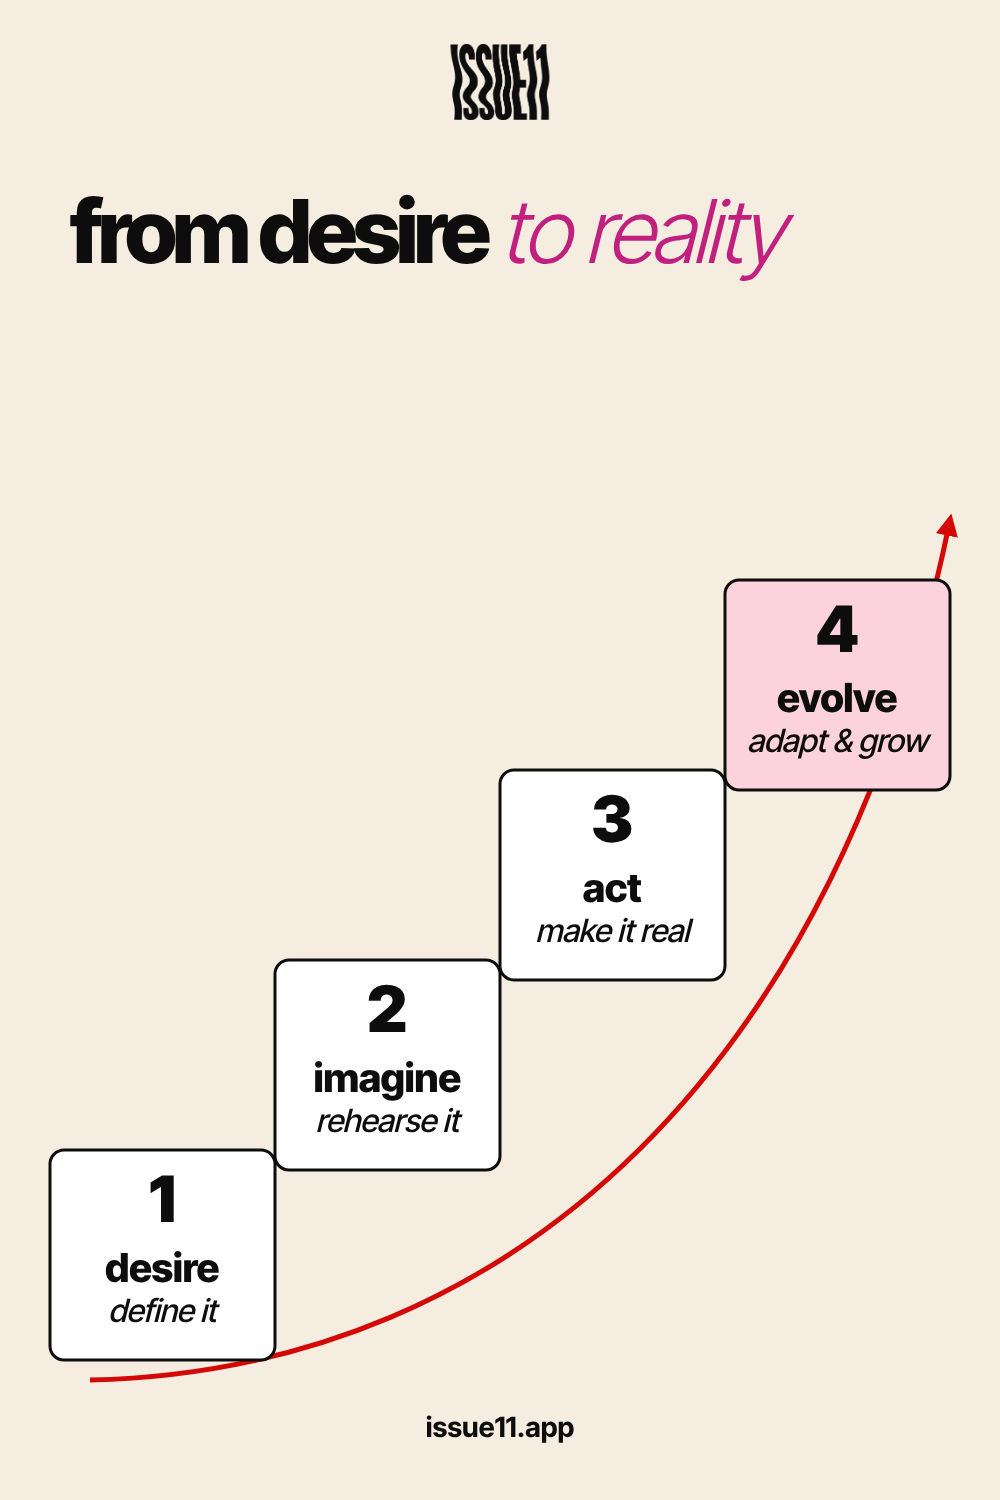 ISSUE11
from desire to reality
4
evolve
adapt & grow
3
act
make it real
2
imagine
rehearse it
1
desire
define it
issue11.app